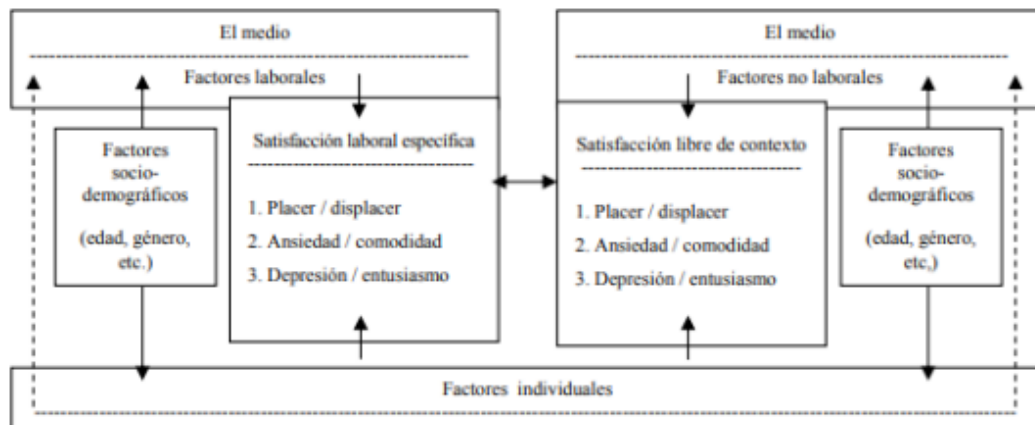 El medio
Factores laborales
Factores
socio-
demográficos
(edad, género,
etc.)
Satisfacción laboral específica
1. Placer / displacer
2. Ansiedad / comodidad
3. Depresión / entusiasmo
El medio
Factores no laborales
Satisfacción libre de contexto
1. Placer / displacer
2. Ansiedad / comodidad
3. Depresión / entusiasmo
Factores
socio-
demográficos
(edad, género,
etc,)
Factores individuales